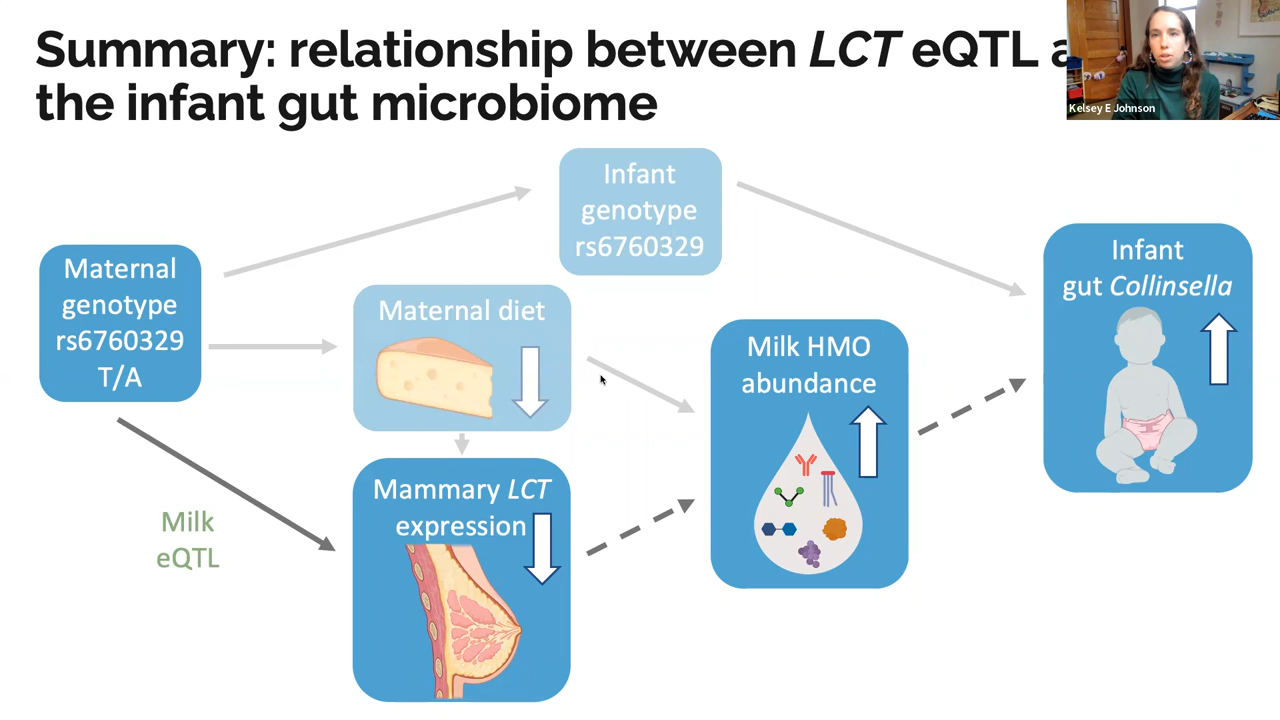 Summary: relationship between LCT eQTL
the infant gut microbiome
Kelsey E Johnson
Infant
genotype
rs6760329
Maternal
genotype
rs6760329
T/A
Maternal diet
Infant
gut Collinsella
Milk HMO
abundance
Mammary LCT
expression
Milk
eQTL